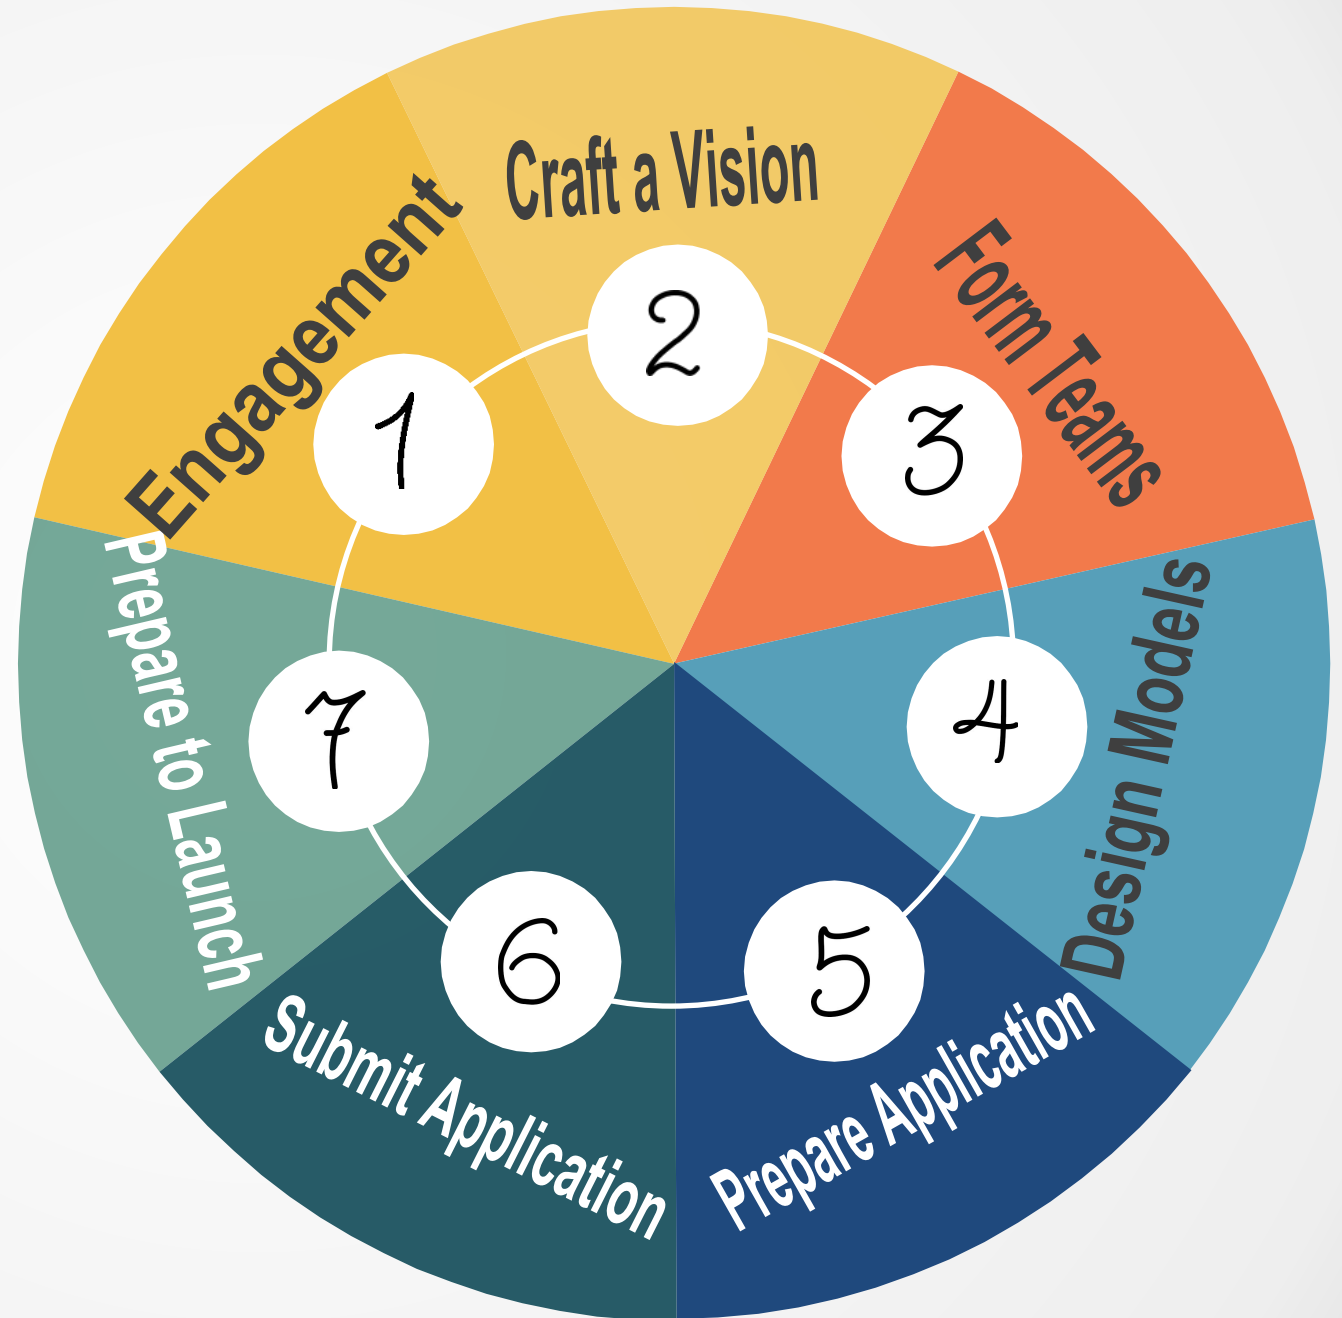 Engagement
1
Craft a Vision
2
Form Teams
3
Design Models
4
Prepare Application
5
Submit Application
6
Prepare to Launch
7